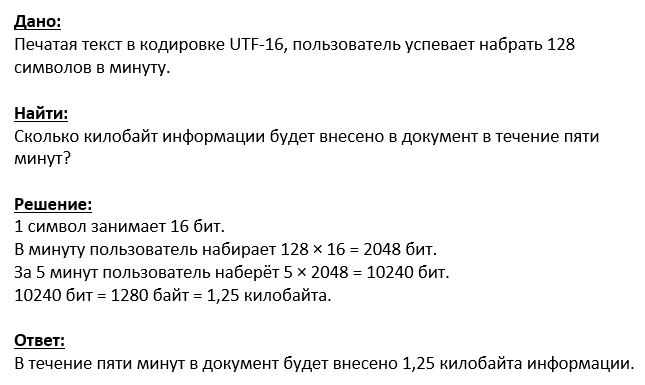 Дано:
Печатая текст в кодировке UTF-16, пользователь успевает набрать 128
символов в минуту.
Найти:
Сколько килобайт информации будет внесено в документ в течение пяти
минут?
Решение:
1 символ занимает 16 бит.
В минуту пользователь набирает 128 × 16 = 2048 бит.
За 5 минут пользователь наберёт 5 × 2048 = 10240 бит.
10240 бит = 1280 байт = 1,25 килобайта.
Ответ:
В течение пяти минут в документ будет внесено 1,25 килобайта информации.